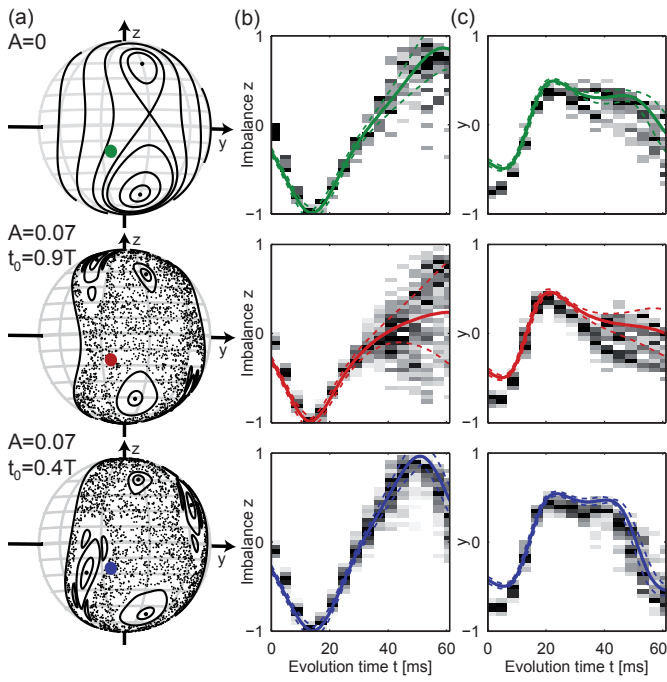 (a)
(b)
(c)
A=0
z
y
Imbalance z
1
0
−1
y
1
0
−1
A=0.07
t₀=0.9T
z
y
Imbalance z
1
0
−1
y
1
0
−1
A=0.07
t₀=0.4T
z
y
Imbalance z
1
0
−1
0 20 40 60
Evolution time t [ms]
y
1
0
−1
0 20 40 60
Evolution time t [ms]